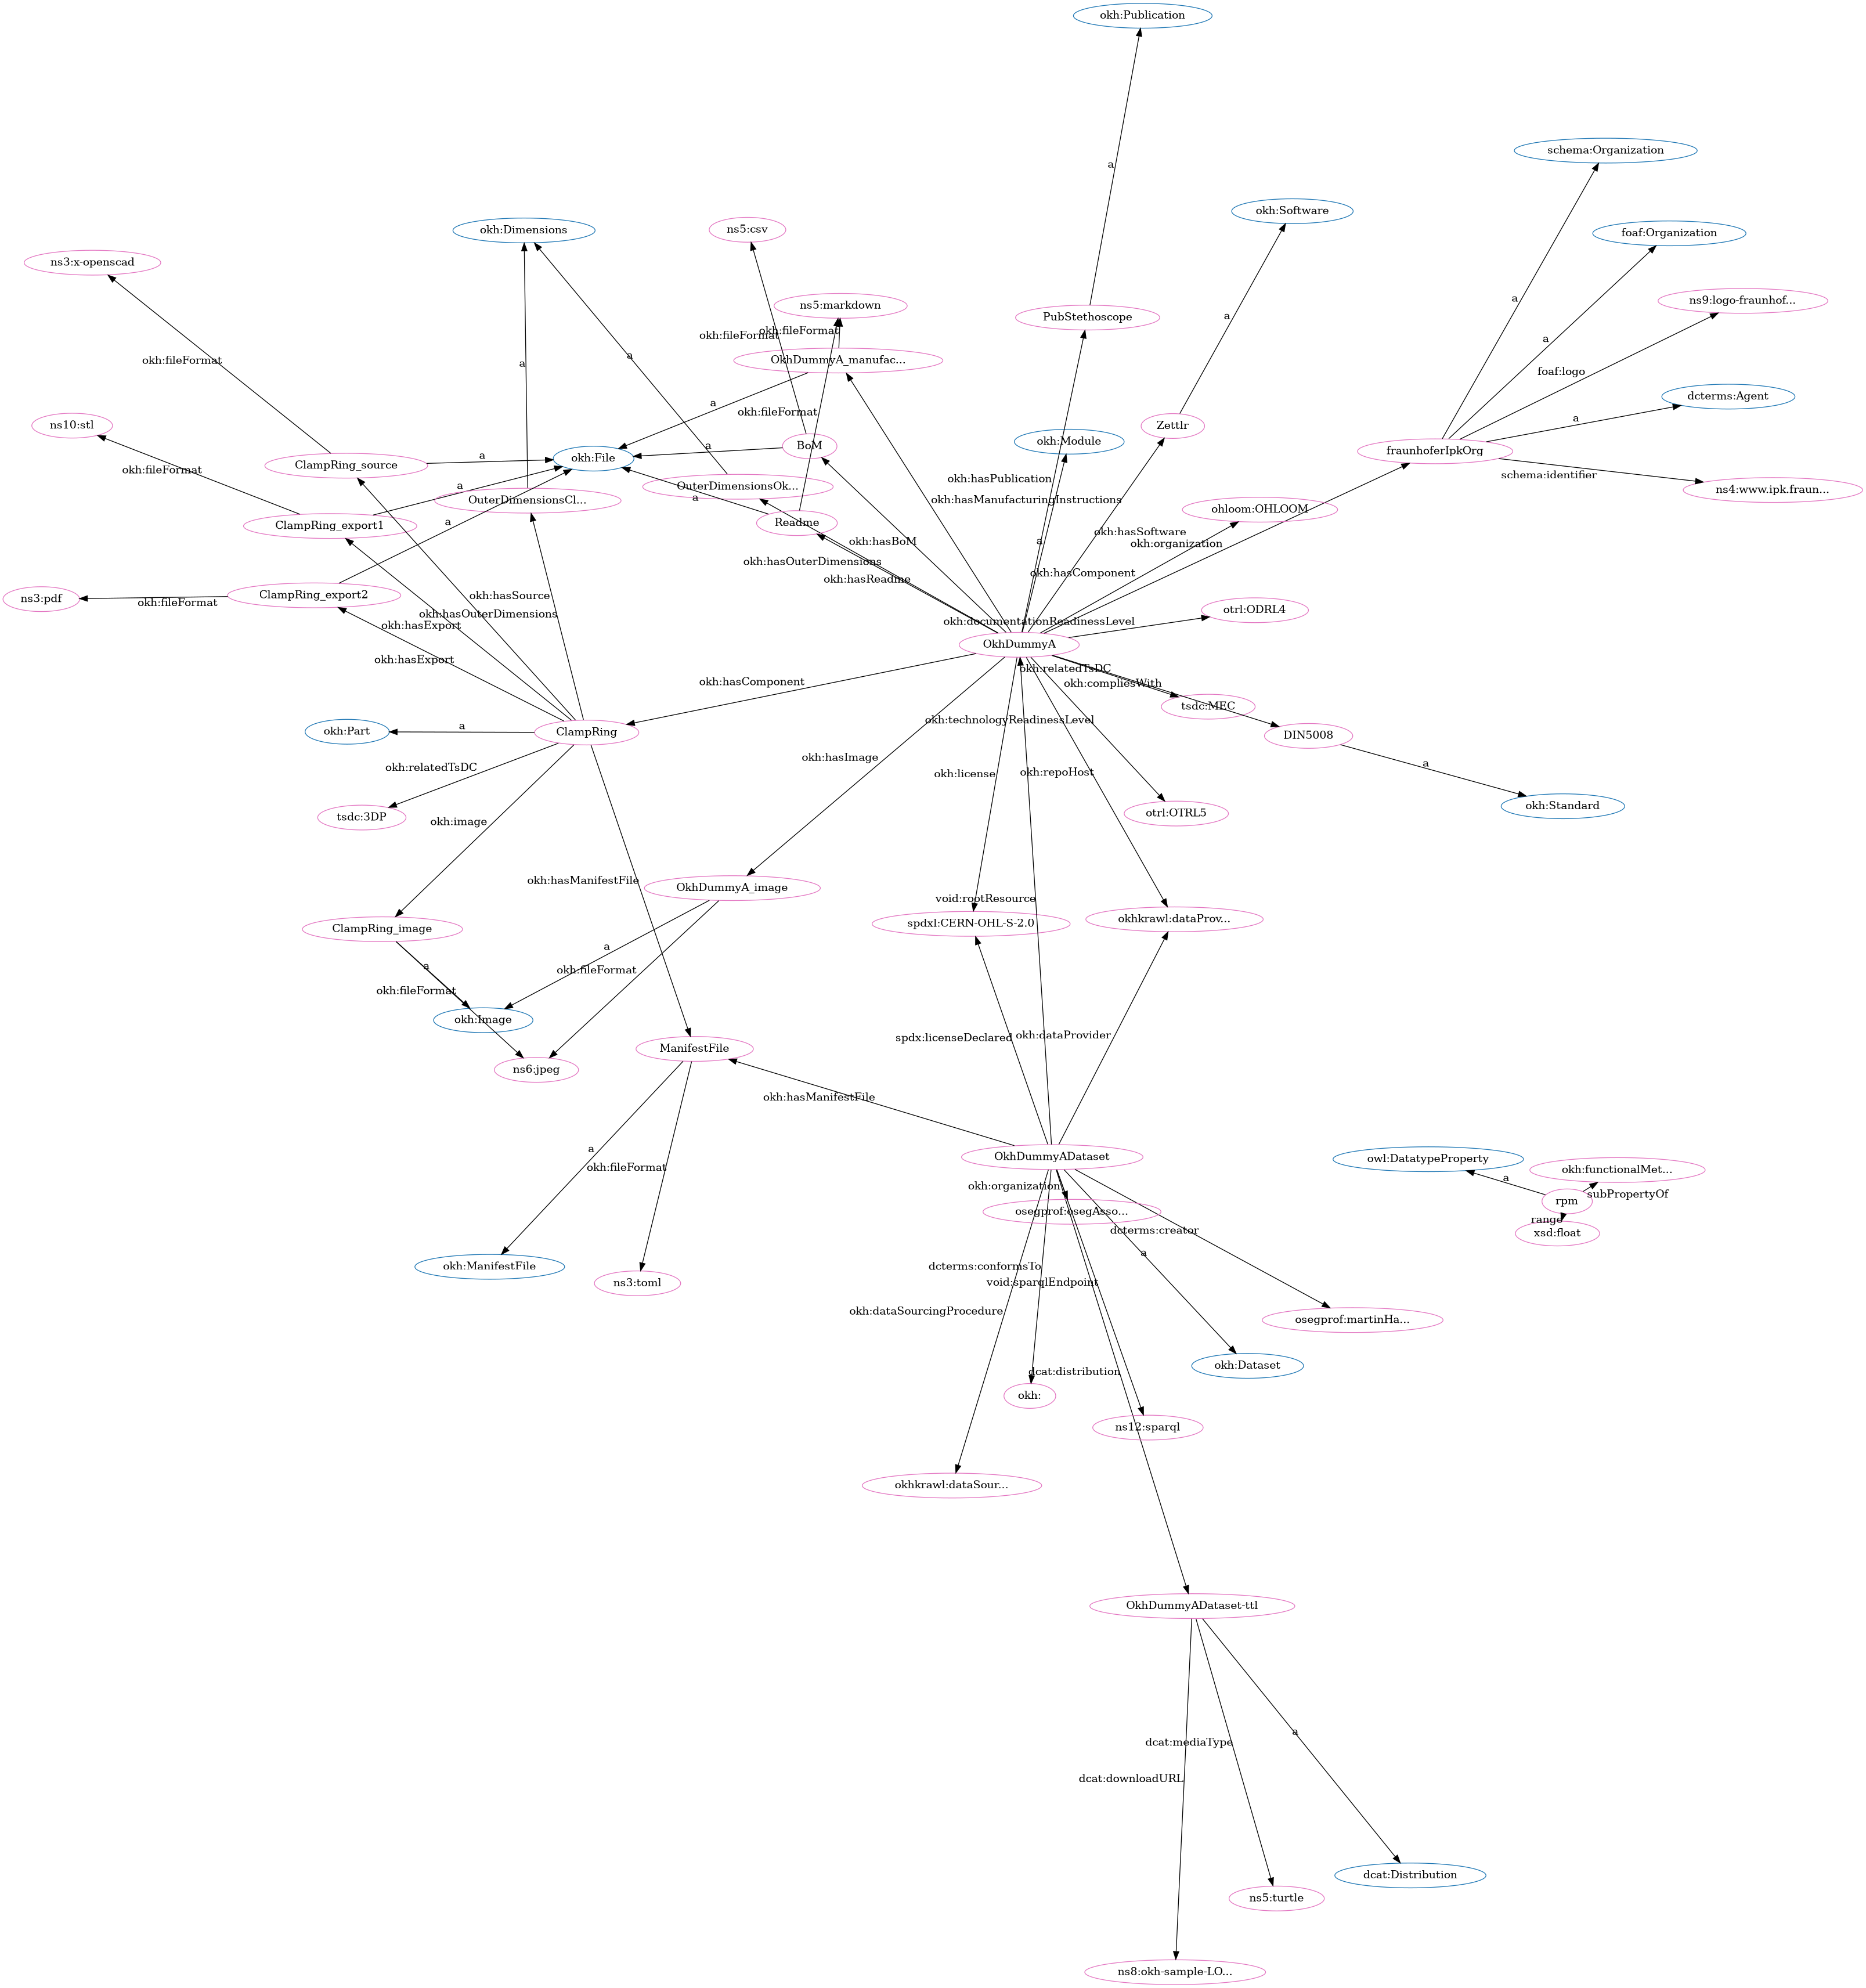 okh:Publication
schema:Organization
a
okh:Software
okh:Dimensions
ns5:csv
foaf:Organization
ns3:x-openscad
ns5:markdown
a
ns9:logo-fraunhof...
PubStethoscope
a
okh:fileFormat
okh:fileFormat
a
a
okh:fileFormat
a
OkhDummyA_manufac...
a
foaf:logo
dcterms:Agent
a
okh:fileFormat
a
ns10:stl
Zettlr
okh:Module
a
BoM
fraunhoferIpkOrg
okh:File
a
ClampRing_source
okh:fileFormat
schema:identifier
okh:hasPublication
a
OuterDimensionsOk...
ns4:www.ipk.fraun...
OuterDimensionsCl...
a
okh:hasManufacturingInstructions
ohloom:OHLOOM
ClampRing_export1
a
Readme
okh:hasSoftware
okh:hasBoM
a
okh:organization
okh:hasOuterDimensions
okh:hasComponent
okh:hasReadme
ClampRing_export2
okh:hasSource
ns3:pdf
okh:fileFormat
otrl:ODRL4
okh:hasOuterDimensions
okh:documentationReadinessLevel
okh:hasExport
OkhDummyA
okh:hasExport
okh:relatedTsDC
okh:hasComponent
okh:compliesWith
tsdc:MEC
okh:technologyReadinessLevel
a
okh:Part
ClampRing
DIN5008
okh:hasImage
a
okh:relatedTsDC
okh:license
okh:repoHost
okh:Standard
otrl:OTRL5
tsdc:3DP
okh:image
okh:hasManifestFile
OkhDummyA_image
void:rootResource
okhkrawl:dataProv...
spdxl:CERN-OHL-S-2.0
ClampRing_image
a
a
okh:fileFormat
okh:fileFormat
okh:Image
okh:dataProvider
spdx:licenseDeclared
ManifestFile
ns6:jpeg
okh:hasManifestFile
a
OkhDummyADataset
owl:DatatypeProperty
okh:fileFormat
okh:functionalMet...
a
okh:organization
subPropertyOf
rpm
osegprof:osegAsso...
range
dcterms:creator
xsd:float
a
okh:ManifestFile
dcterms:conformsTo
void:sparqlEndpoint
ns3:toml
okh:dataSourcingProcedure
osegprof:martinHa...
okh:Dataset
dcat:distribution
okh:
ns12:sparql
okhkrawl:dataSour...
OkhDummyADataset-ttl
a
dcat:mediaType
dcat:downloadURL
dcat:Distribution
ns5:turtle
ns8:okh-sample-LO...